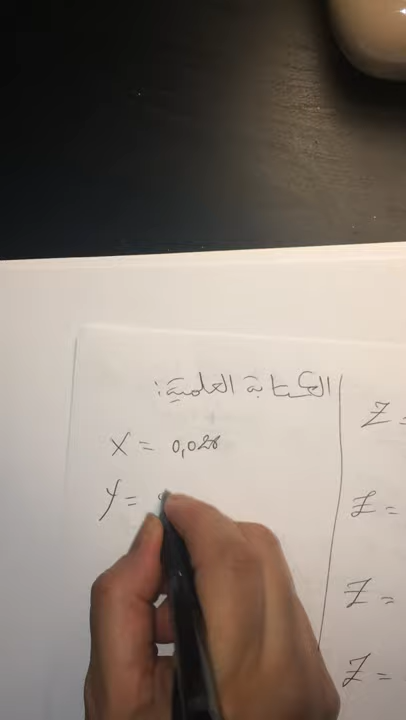 الكتابة العلمية:
X = 0,028
y =
Z =
Z =
Z =
Z =